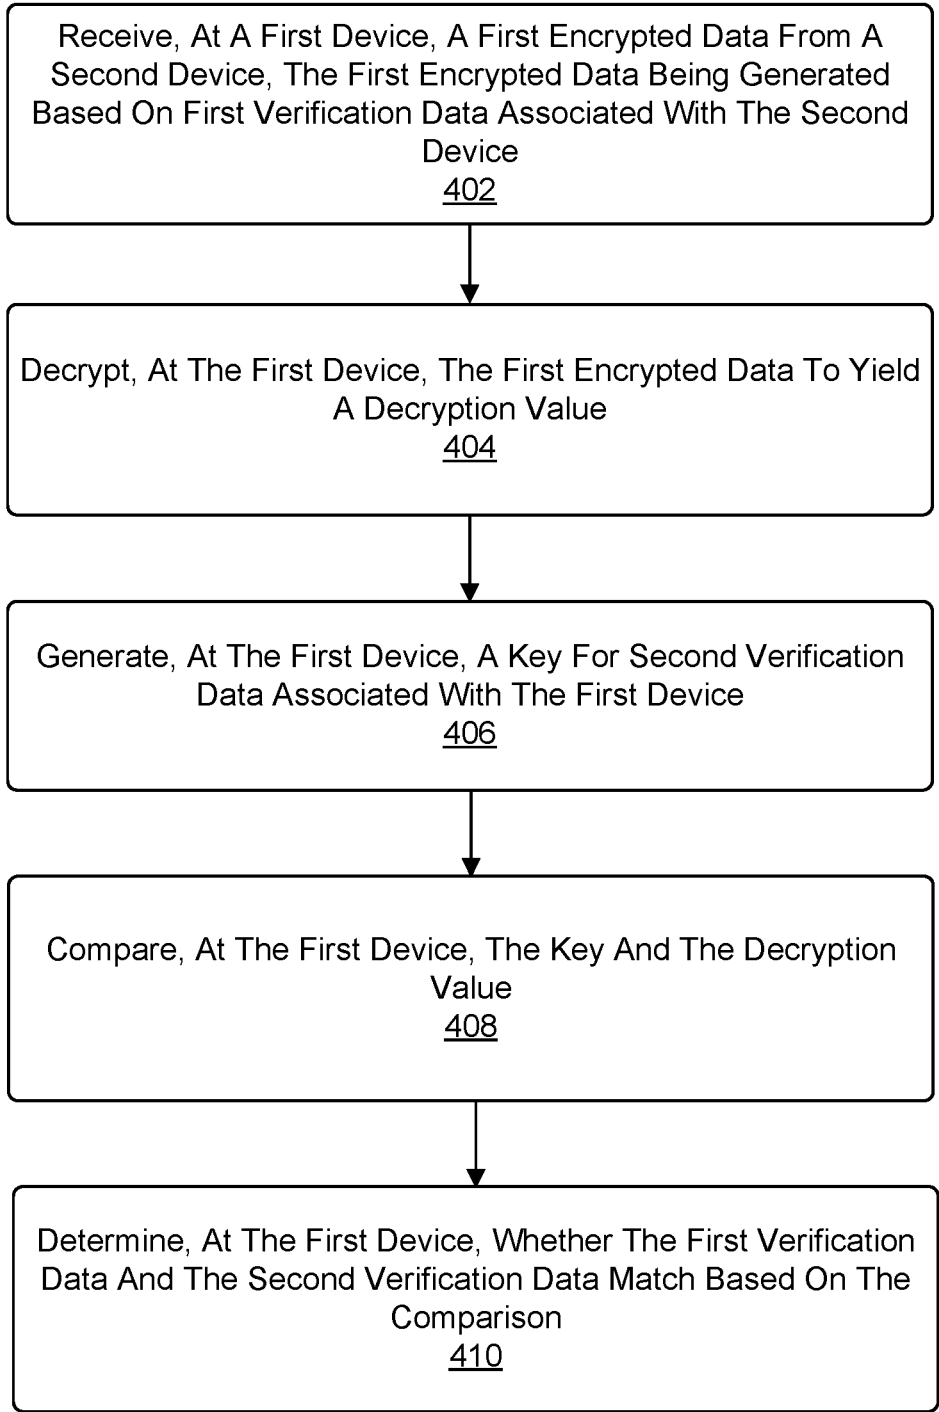 Receive, At A First Device, A First Encrypted Data From A
Second Device, The First Encrypted Data Being Generated
Based On First Verification Data Associated With The Second
Device
402
Decrypt, At The First Device, The First Encrypted Data To Yield
A Decryption Value
404
Generate, At The First Device, A Key For Second Verification
Data Associated With The First Device
406
Compare, At The First Device, The Key And The Decryption
Value
408
Determine, At The First Device, Whether The First Verification
Data And The Second Verification Data Match Based On The
Comparison
410